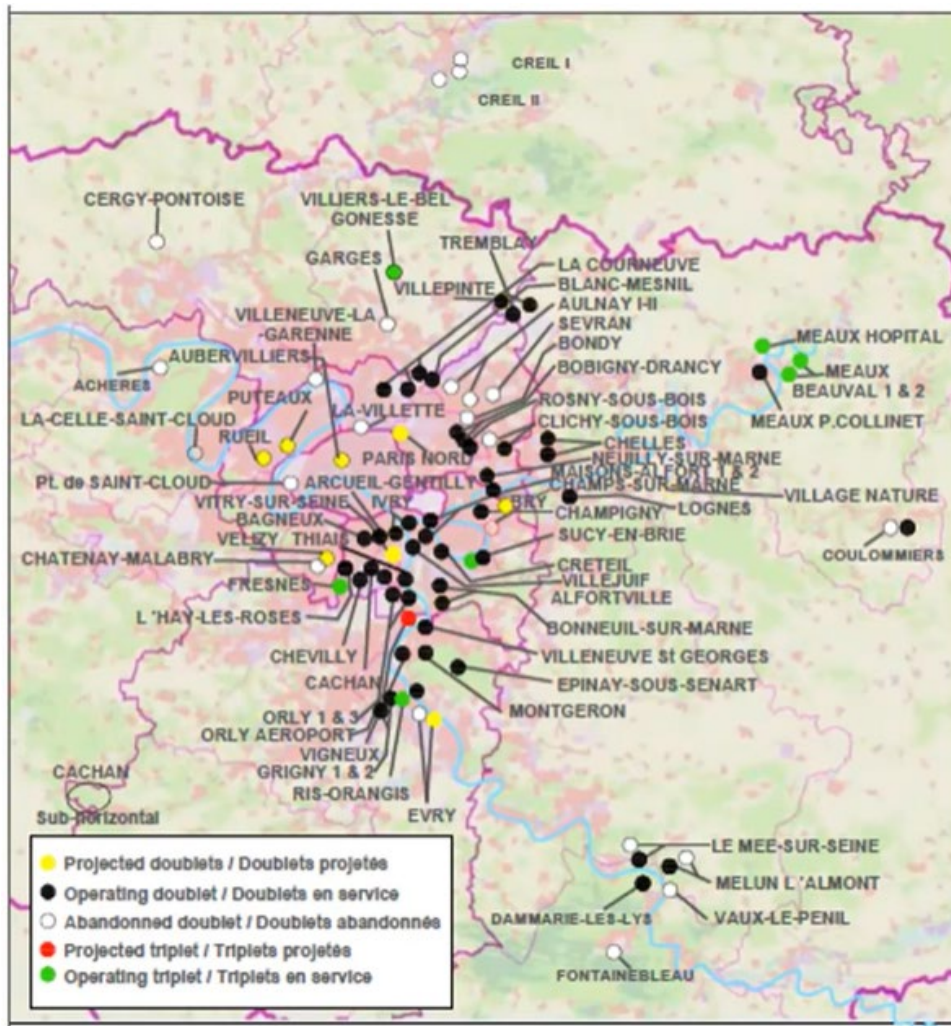 CREIL I
CREIL II
CERGY-PONTOISE
VILLIERS-LE-BEL
GONESSE
TREMBLAY
GARGES
LA COURNEUVE
VILLEPINTE
BLANC-MESNIL
AULNAY I-II
VILLENEUVE-LA
-GARENNE
SEVRAN
BONDY
MEAUX HOPITAL
AUBERVILLIERS
BOBIGNY-DRANCY
MEAUX
ACHERES
BEAUVAL 1 & 2
PUTEAUX
ROSNY-SOUS-BOIS
LA-VILLETTE
MEAUX P.COLLINET
LA-CELLE-SAINT-CLOUD
CLICHY-SOUS-BOIS
RUEIL
CHELLES
PARIS NORD
NEUILLY-SUR-MARNE
MAISONS-ALFORT 1 & 2
Pt. de SAINT-CLOUD
ARCUEIL-GENTILLY
CHAMPS-SUR-MARNE
VILLAGE NATURE
VITRY-SUR-SEINE
IVRY
BRY
LOGNES
BAGNEUX
CHAMPIGNY
VELIZY
THIAIS
SUCY-EN-BRIE
COULOMMIERS
CHATENAY-MALABRY
CRETEIL
FRESNES
VILLEJUIF
ALFORTVILLE
L 'HAY-LES-ROSES
BONNEUIL-SUR-MARNE
CHEVILLY
VILLENEUVE St GEORGES
CACHAN
EPINAY-SOUS-SENART
ORLY 1 & 3
MONTGERON
ORLY AEROPORT
VIGNEUX
GRIGNY 1 & 2
CACHAN
RIS-ORANGIS
EVRY
Sub-horizontal
LE MEE-SUR-SEINE
MELUN L 'ALMONT
DAMMARIE-LES-LYS
VAUX-LE-PENIL
FONTAINEBLEAU
Projected doublets / Doublets projetés
Operating doublet / Doublets en service
Abandonned doublet / Doublets abandonnés
Projected triplet / Triplets projetés
Operating triplet / Triplets en service